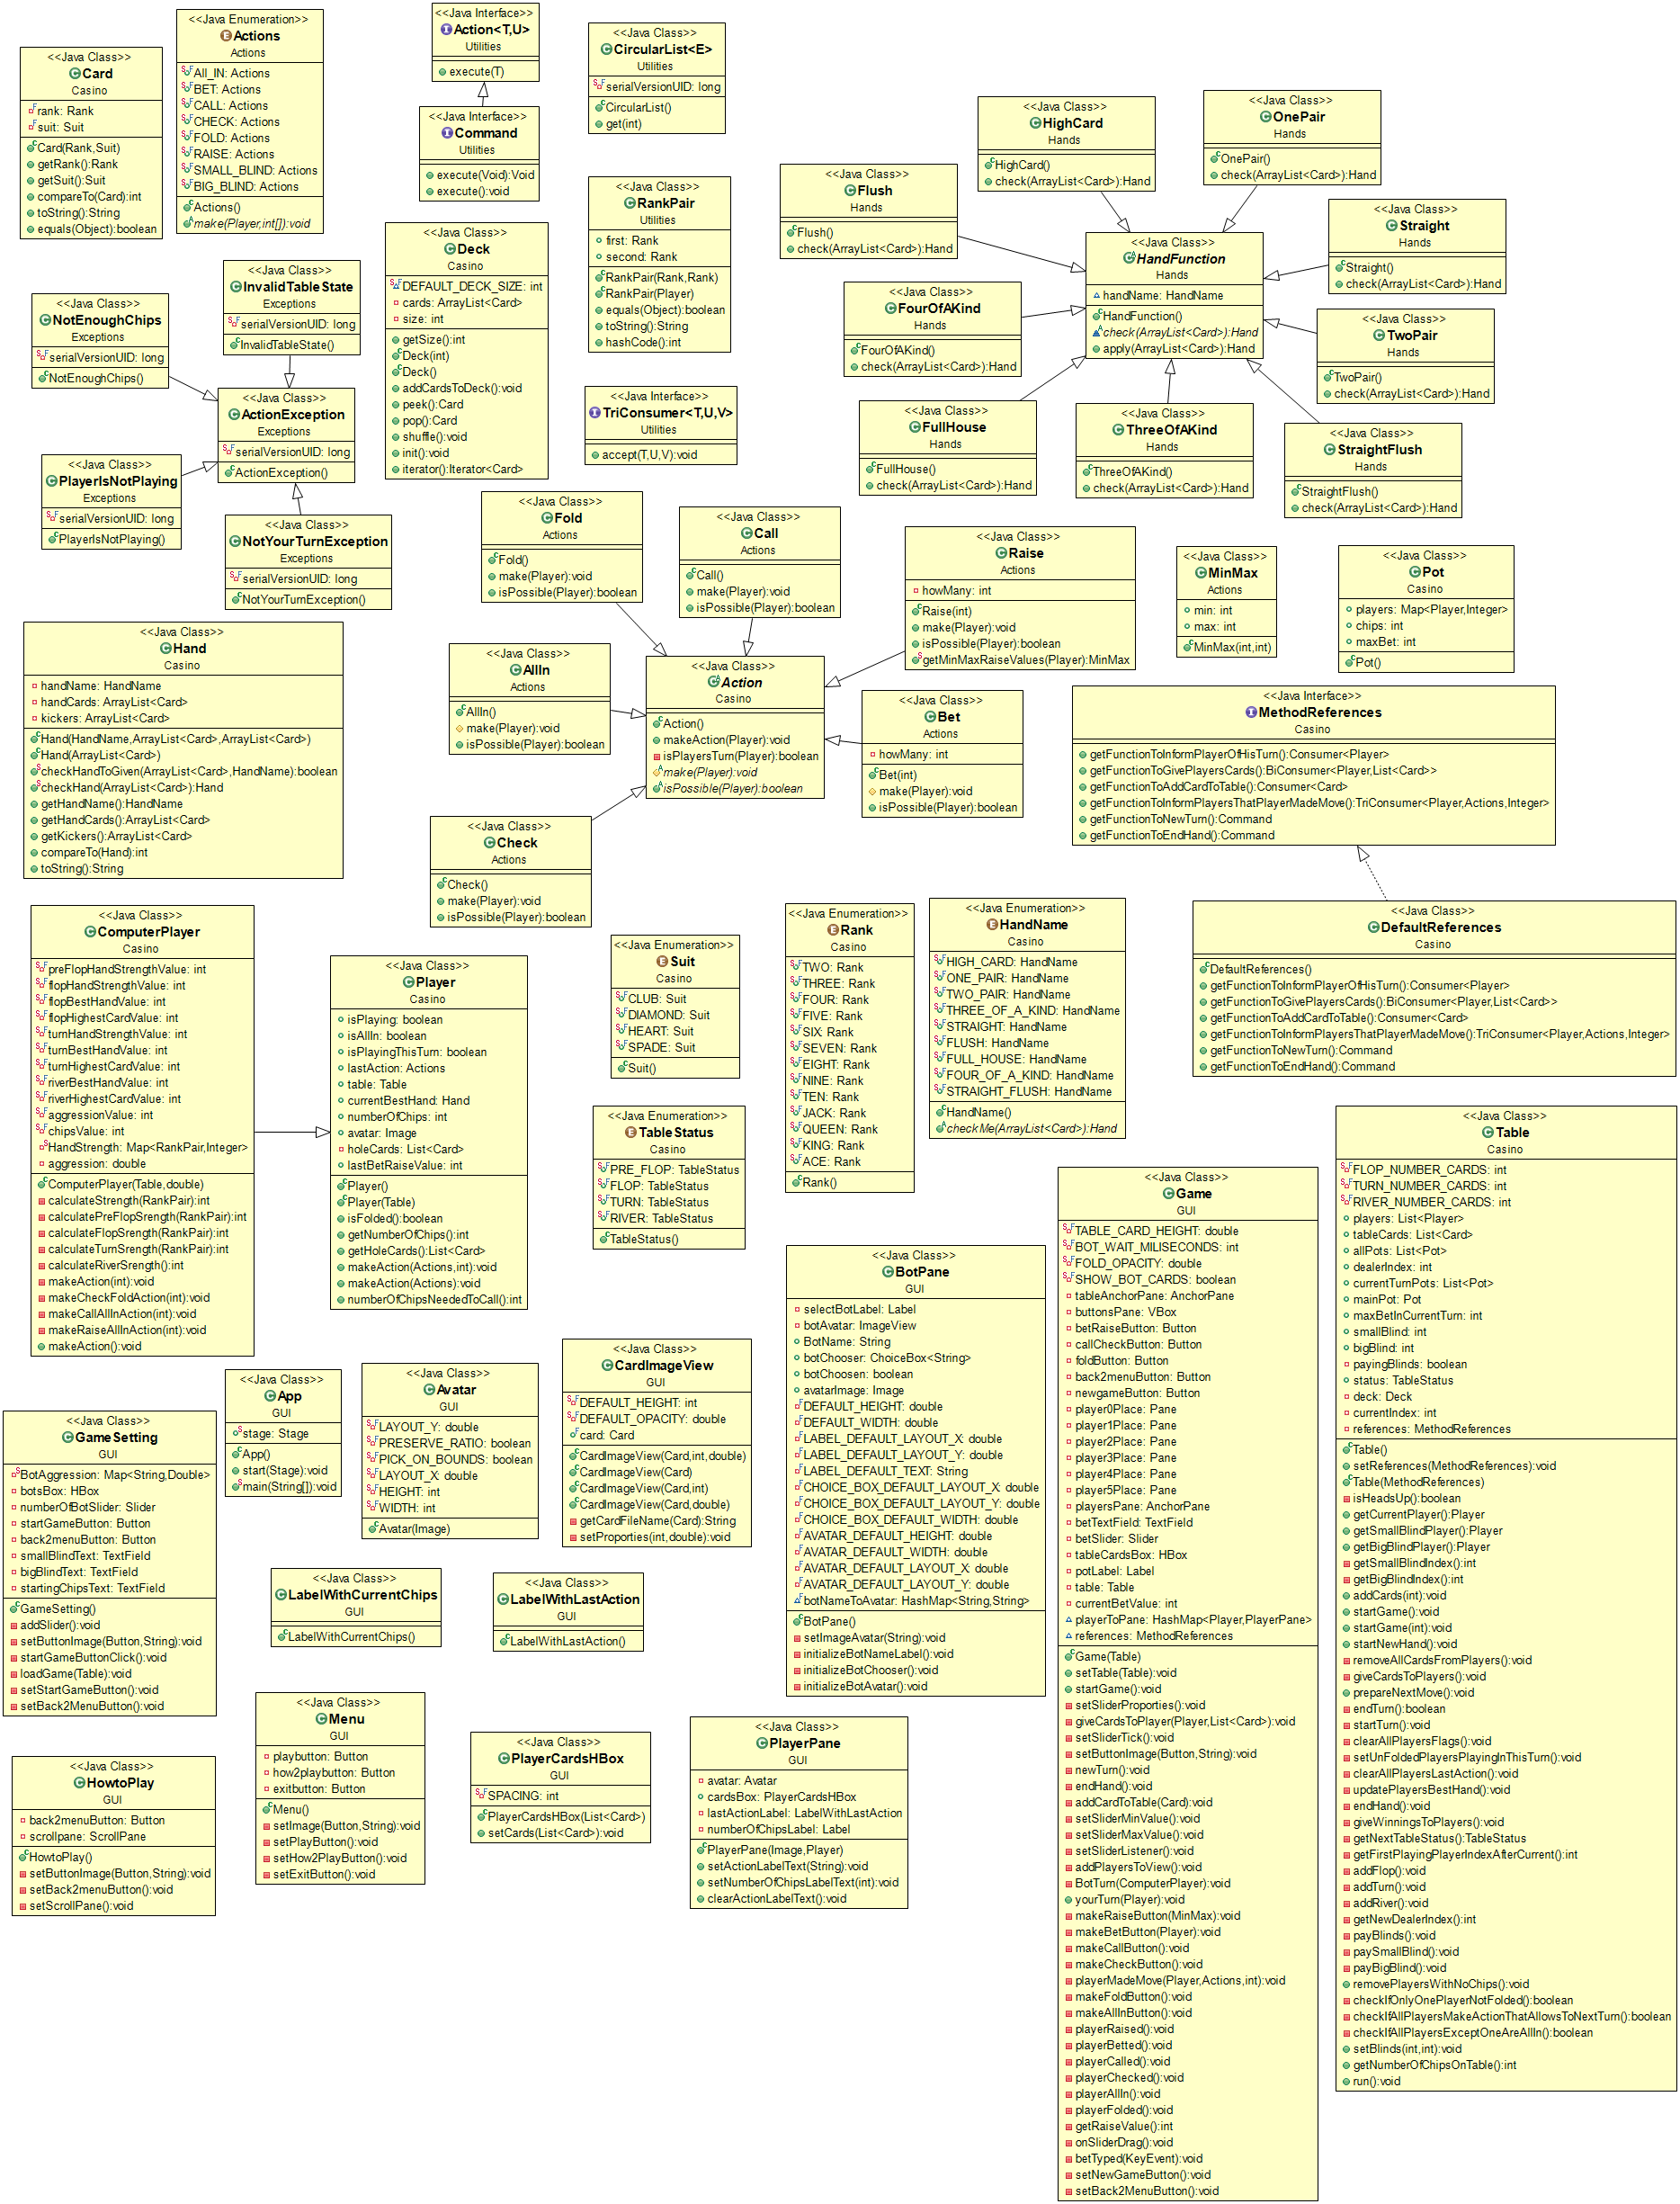 <<Java Class>>
Card
Casino
rank: Rank
suit: Suit
Card(Rank,Suit)
getRank():Rank
getSuit():Suit
compareTo(Card):int
toString():String
equals(Object):boolean
<<Java Enumeration>>
Actions
Actions
All_IN: Actions
BET: Actions
CALL: Actions
CHECK: Actions
FOLD: Actions
RAISE: Actions
SMALL_BLIND: Actions
BIG_BLIND: Actions
Actions()
make(Player,int[]):void
<<Java Interface>>
Action<T,U>
Utilities
execute(T)
<<Java Interface>>
Command
Utilities
execute(Void):Void
execute():void
<<Java Class>>
CircularList<E>
Utilities
serialVersionUID: long
CircularList()
get(int)
<<Java Class>>
RankPair
Utilities
first: Rank
second: Rank
RankPair(Rank,Rank)
RankPair(Player)
equals(Object):boolean
toString():String
hashCode():int
<<Java Interface>>
TriConsumer<T,U,V>
Utilities
accept(T,U,V):void
<<Java Class>>
Deck
Casino
DEFAULT_DECK_SIZE: int
cards: ArrayList<Card>
size: int
getSize():int
Deck(int)
Deck()
addCardsToDeck():void
peek():Card
pop():Card
shuffle():void
init():void
iterator():Iterator<Card>
<<Java Class>>
HighCard
Hands
HighCard()
check(ArrayList<Card>):Hand
<<Java Class>>
OnePair
Hands
OnePair()
check(ArrayList<Card>):Hand
<<Java Class>>
Flush
Hands
Flush()
check(ArrayList<Card>):Hand
<<Java Class>>
HandFunction
Hands
handName: HandName
HandFunction()
check(ArrayList<Card>):Hand
apply(ArrayList<Card>):Hand
<<Java Class>>
Straight
Hands
Straight()
check(ArrayList<Card>):Hand
<<Java Class>>
FourOfAKind
Hands
FourOfAKind()
check(ArrayList<Card>):Hand
<<Java Class>>
TwoPair
Hands
TwoPair()
check(ArrayList<Card>):Hand
<<Java Class>>
FullHouse
Hands
FullHouse()
check(ArrayList<Card>):Hand
<<Java Class>>
ThreeOfAKind
Hands
ThreeOfAKind()
check(ArrayList<Card>):Hand
<<Java Class>>
StraightFlush
Hands
StraightFlush()
check(ArrayList<Card>):Hand
<<Java Class>>
InvalidTableState
Exceptions
serialVersionUID: long
InvalidTableState()
<<Java Class>>
NotEnoughChips
Exceptions
serialVersionUID: long
NotEnoughChips()
<<Java Class>>
ActionException
Exceptions
serialVersionUID: long
ActionException()
<<Java Class>>
PlayerIsNotPlaying
Exceptions
serialVersionUID: long
PlayerIsNotPlaying()
<<Java Class>>
NotYourTurnException
Exceptions
serialVersionUID: long
NotYourTurnException()
<<Java Class>>
Fold
Actions
Fold()
make(Player):void
isPossible(Player):boolean
<<Java Class>>
Call
Actions
Call()
make(Player):void
isPossible(Player):boolean
<<Java Class>>
Raise
Actions
howMany: int
Raise(int)
make(Player):void
isPossible(Player):boolean
getMinMaxRaiseValues(Player):MinMax
<<Java Class>>
MinMax
Actions
min: int
max: int
MinMax(int,int)
<<Java Class>>
Pot
Casino
players: Map<Player,Integer>
chips: int
maxBet: int
Pot()
<<Java Class>>
Hand
Casino
handName: HandName
handCards: ArrayList<Card>
kickers: ArrayList<Card>
Hand(HandName,ArrayList<Card>,ArrayList<Card>)
Hand(ArrayList<Card>)
checkHandToGiven(ArrayList<Card>,HandName):boolean
checkHand(ArrayList<Card>):Hand
getHandName():HandName
getHandCards():ArrayList<Card>
getKickers():ArrayList<Card>
compareTo(Hand):int
toString():String
<<Java Class>>
AllIn
Actions
AllIn()
make(Player):void
isPossible(Player):boolean
<<Java Class>>
Action
Casino
Action()
makeAction(Player):void
isPlayersTurn(Player):boolean
make(Player):void
isPossible(Player):boolean
<<Java Class>>
Bet
Actions
howMany: int
Bet(int)
make(Player):void
isPossible(Player):boolean
<<Java Class>>
Check
Actions
Check()
make(Player):void
isPossible(Player):boolean
<<Java Interface>>
MethodReferences
Casino
getFunctionToInformPlayerOfHisTurn():Consumer<Player>
getFunctionToGivePlayersCards():BiConsumer<Player,List<Card>>
getFunctionToAddCardToTable():Consumer<Card>
getFunctionToInformPlayersThatPlayerMadeMove():TriConsumer<Player,Actions,Integer>
getFunctionToNewTurn():Command
getFunctionToEndHand():Command
<<Java Class>>
DefaultReferences
Casino
DefaultReferences()
getFunctionToInformPlayerOfHisTurn():Consumer<Player>
getFunctionToGivePlayersCards():BiConsumer<Player,List<Card>>
getFunctionToAddCardToTable():Consumer<Card>
getFunctionToInformPlayersThatPlayerMadeMove():TriConsumer<Player,Actions,Integer>
getFunctionToNewTurn():Command
getFunctionToEndHand():Command
<<Java Class>>
ComputerPlayer
Casino
preFlopHandStrengthValue: int
flopHandStrengthValue: int
flopBestHandValue: int
flopHighestCardValue: int
turnHandStrengthValue: int
turnBestHandValue: int
turnHighestCardValue: int
riverBestHandValue: int
riverHighestCardValue: int
aggressionValue: int
chipsValue: int
HandStrength: Map<RankPair,Integer>
aggression: double
ComputerPlayer(Table,double)
calculateStrength(RankPair):int
calculatePreFlopSrength(RankPair):int
calculateFlopSrength(RankPair):int
calculateTurnSrength(RankPair):int
calculateRiverSrength():int
makeAction(int):void
makeCheckFoldAction(int):void
makeCallAllInAction(int):void
makeRaiseAllInAction(int):void
makeAction():void
<<Java Class>>
Player
Casino
isPlaying: boolean
isAllIn: boolean
isPlayingThisTurn: boolean
lastAction: Actions
table: Table
currentBestHand: Hand
numberOfChips: int
avatar: Image
holeCards: List<Card>
lastBetRaiseValue: int
Player()
Player(Table)
isFolded():boolean
getNumberOfChips():int
getHoleCards():List<Card>
makeAction(Actions,int):void
makeAction(Actions):void
numberOfChipsNeededToCall():int
<<Java Enumeration>>
Suit
Casino
CLUB: Suit
DIAMOND: Suit
HEART: Suit
SPADE: Suit
Suit()
<<Java Enumeration>>
TableStatus
Casino
PRE_FLOP: TableStatus
FLOP: TableStatus
TURN: TableStatus
RIVER: TableStatus
TableStatus()
<<Java Enumeration>>
Rank
Casino
TWO: Rank
THREE: Rank
FOUR: Rank
FIVE: Rank
SIX: Rank
SEVEN: Rank
EIGHT: Rank
NINE: Rank
TEN: Rank
JACK: Rank
QUEEN: Rank
KING: Rank
ACE: Rank
Rank()
<<Java Enumeration>>
HandName
Casino
HIGH_CARD: HandName
ONE_PAIR: HandName
TWO_PAIR: HandName
THREE_OF_A_KIND: HandName
STRAIGHT: HandName
FLUSH: HandName
FULL_HOUSE: HandName
FOUR_OF_A_KIND: HandName
STRAIGHT_FLUSH: HandName
HandName()
checkMe(ArrayList<Card>):Hand
<<Java Class>>
Game
GUI
TABLE_CARD_HEIGHT: double
BOT_WAIT_MILISECONDS: int
FOLD_OPACITY: double
SHOW_BOT_CARDS: boolean
tableAnchorPane: AnchorPane
buttonsPane: VBox
betRaiseButton: Button
callCheckButton: Button
foldButton: Button
back2menuButton: Button
newgameButton: Button
player0Place: Pane
player1Place: Pane
player2Place: Pane
player3Place: Pane
player4Place: Pane
player5Place: Pane
playersPane: AnchorPane
betTextField: TextField
betSlider: Slider
tableCardsBox: HBox
potLabel: Label
table: Table
currentBetValue: int
playerToPane: HashMap<Player,PlayerPane>
references: MethodReferences
Game(Table)
setTable(Table):void
startGame():void
setSliderProporties():void
giveCardsToPlayer(Player,List<Card>):void
setSliderTick():void
setButtonImage(Button,String):void
newTurn():void
endHand():void
addCardToTable(Card):void
setSliderMinValue():void
setSliderMaxValue():void
setSliderListener():void
addPlayersToView():void
BotTurn(ComputerPlayer):void
yourTurn(Player):void
makeRaiseButton(MinMax):void
makeBetButton(Player):void
makeCallButton():void
makeCheckButton():void
playerMadeMove(Player,Actions,int):void
makeFoldButton():void
makeAllInButton():void
playerRaised():void
playerBetted():void
playerCalled():void
playerChecked():void
playerAllIn():void
playerFolded():void
getRaiseValue():int
onSliderDrag():void
betTyped(KeyEvent):void
setNewGameButton():void
setBack2MenuButton():void
<<Java Class>>
Table
Casino
FLOP_NUMBER_CARDS: int
TURN_NUMBER_CARDS: int
RIVER_NUMBER_CARDS: int
players: List<Player>
tableCards: List<Card>
allPots: List<Pot>
dealerIndex: int
currentTurnPots: List<Pot>
mainPot: Pot
maxBetInCurrentTurn: int
smallBlind: int
bigBlind: int
payingBlinds: boolean
status: TableStatus
deck: Deck
currentIndex: int
references: MethodReferences
Table()
setReferences(MethodReferences):void
Table(MethodReferences)
isHeadsUp():boolean
getCurrentPlayer():Player
getSmallBlindPlayer():Player
getBigBlindPlayer():Player
getSmallBlindIndex():int
getBigBlindIndex():int
addCards(int):void
startGame():void
startGame(int):void
startNewHand():void
removeAllCardsFromPlayers():void
giveCardsToPlayers():void
prepareNextMove():void
endTurn():boolean
startTurn():void
clearAllPlayersFlags():void
setUnFoldedPlayersPlayingInThisTurn():void
clearAllPlayersLastAction():void
updatePlayersBestHand():void
endHand():void
giveWinningsToPlayers():void
getNextTableStatus():TableStatus
getFirstPlayingPlayerIndexAfterCurrent():int
addFlop():void
addTurn():void
addRiver():void
getNewDealerIndex():int
payBlinds():void
paySmallBlind():void
payBigBlind():void
removePlayersWithNoChips():void
checkIfOnlyOnePlayerNotFolded():boolean
checkIfAllPlayersMakeActionThatAllowsToNextTurn():boolean
checkIfAllPlayersExceptOneAreAllIn():boolean
setBlinds(int,int):void
getNumberOfChipsOnTable():int
run():void
<<Java Class>>
BotPane
GUI
selectBotLabel: Label
botAvatar: ImageView
BotName: String
botChooser: ChoiceBox<String>
botChoosen: boolean
avatarImage: Image
DEFAULT_HEIGHT: double
DEFAULT_WIDTH: double
LABEL_DEFAULT_LAYOUT_X: double
LABEL_DEFAULT_LAYOUT_Y: double
LABEL_DEFAULT_TEXT: String
CHOICE_BOX_DEFAULT_LAYOUT_X: double
CHOICE_BOX_DEFAULT_LAYOUT_Y: double
CHOICE_BOX_DEFAULT_WIDTH: double
AVATAR_DEFAULT_HEIGHT: double
AVATAR_DEFAULT_WIDTH: double
AVATAR_DEFAULT_LAYOUT_X: double
AVATAR_DEFAULT_LAYOUT_Y: double
botNameToAvatar: HashMap<String,String>
BotPane()
setImageAvatar(String):void
initializeBotNameLabel():void
initializeBotChooser():void
initializeBotAvatar():void
<<Java Class>>
CardImageView
GUI
DEFAULT_HEIGHT: int
DEFAULT_OPACITY: double
card: Card
CardImageView(Card,int,double)
CardImageView(Card)
CardImageView(Card,int)
CardImageView(Card,double)
getCardFileName(Card):String
setProporties(int,double):void
<<Java Class>>
App
GUI
stage: Stage
App()
start(Stage):void
main(String[]):void
<<Java Class>>
Avatar
GUI
LAYOUT_Y: double
PRESERVE_RATIO: boolean
PICK_ON_BOUNDS: boolean
LAYOUT_X: double
HEIGHT: int
WIDTH: int
Avatar(Image)
<<Java Class>>
GameSetting
GUI
BotAggression: Map<String,Double>
botsBox: HBox
numberOfBotSlider: Slider
startGameButton: Button
back2menuButton: Button
smallBlindText: TextField
bigBlindText: TextField
startingChipsText: TextField
GameSetting()
addSlider():void
setButtonImage(Button,String):void
startGameButtonClick():void
loadGame(Table):void
setStartGameButton():void
setBack2MenuButton():void
<<Java Class>>
LabelWithCurrentChips
GUI
LabelWithCurrentChips()
<<Java Class>>
LabelWithLastAction
GUI
LabelWithLastAction()
<<Java Class>>
Menu
GUI
playbutton: Button
how2playbutton: Button
exitbutton: Button
Menu()
setImage(Button,String):void
setPlayButton():void
setHow2PlayButton():void
setExitButton():void
<<Java Class>>
PlayerCardsHBox
GUI
SPACING: int
PlayerCardsHBox(List<Card>)
setCards(List<Card>):void
<<Java Class>>
PlayerPane
GUI
avatar: Avatar
cardsBox: PlayerCardsHBox
lastActionLabel: LabelWithLastAction
numberOfChipsLabel: Label
PlayerPane(Image,Player)
setActionLabelText(String):void
setNumberOfChipsLabelText(int):void
clearActionLabelText():void
<<Java Class>>
HowtoPlay
GUI
back2menuButton: Button
scrollpane: ScrollPane
HowtoPlay()
setButtonImage(Button,String):void
setBack2menuButton():void
setScrollPane():void